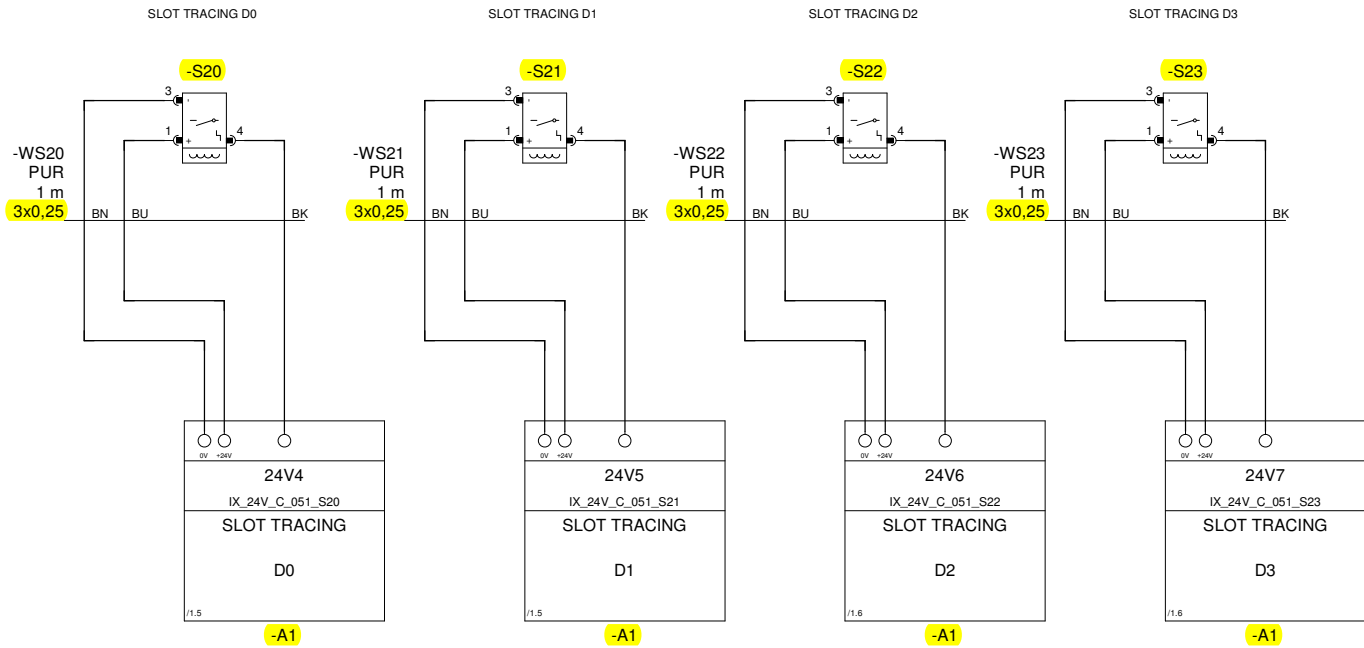 SLOT TRACING D0
SLOT TRACING D1
SLOT TRACING D2
SLOT TRACING D3
-S20
-S21
-S22
-S23
3
-
3
-
3
-
3
-
1
+
4
1
+
4
1
+
4
1
+
4
-WS20
PUR
1 m
3x0,25
BN
BU
BK
-WS21
PUR
1 m
3x0,25
BN
BU
BK
-WS22
PUR
1 m
3x0,25
BN
BU
BK
-WS23
PUR
1 m
3x0,25
BN
BU
BK
0V +24V
24V4
IX_24V_C_051_S20
SLOT TRACING
D0
/1.5
-A1
0V +24V
24V5
IX_24V_C_051_S21
SLOT TRACING
D1
/1.5
-A1
0V +24V
24V6
IX_24V_C_051_S22
SLOT TRACING
D2
/1.6
-A1
0V +24V
24V7
IX_24V_C_051_S23
SLOT TRACING
D3
/1.6
-A1